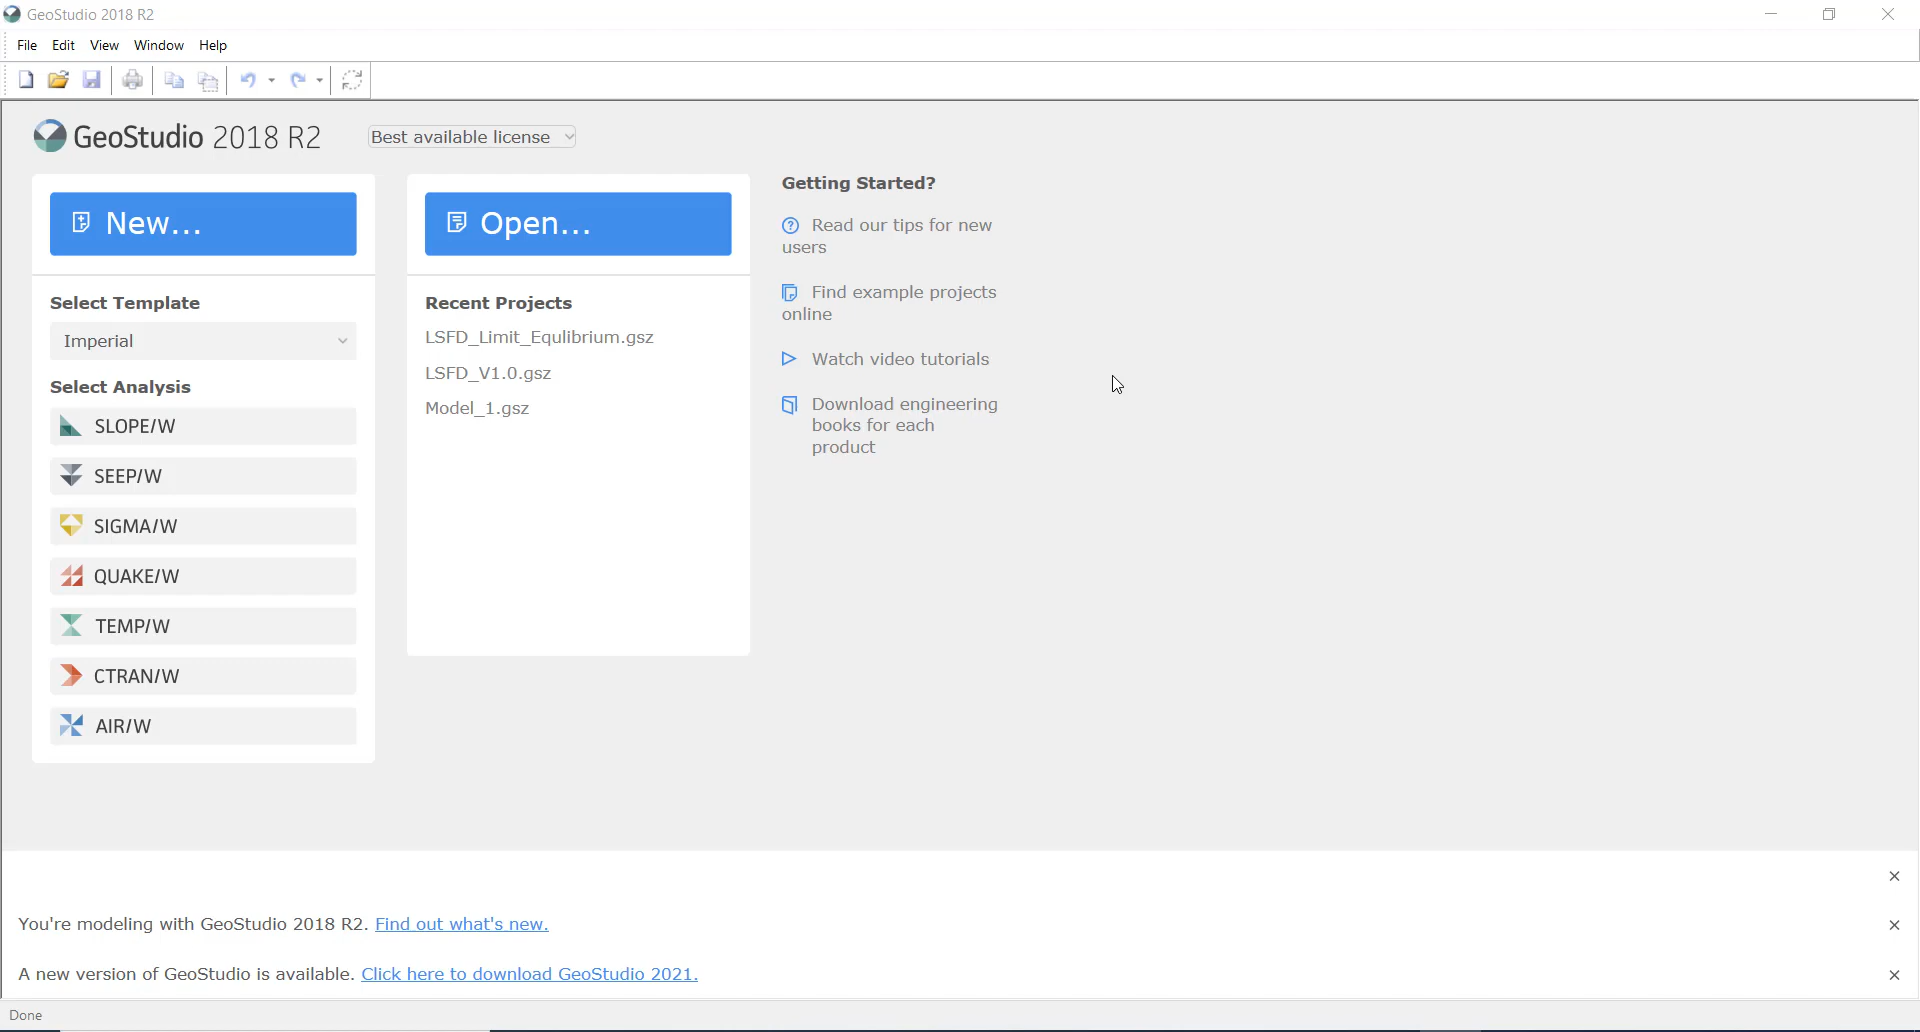 GeoStudio 2018 R2
File Edit View Window Help
GeoStudio 2018 R2
Best available license
New...
Open...
Getting Started?
Read our tips for new
users
Find example projects
online
Watch video tutorials
Download engineering
books for each
product
Select Template
Imperial
Select Analysis
SLOPE/W
SEEP/W
SIGMA/W
QUAKE/W
TEMP/W
CTRAN/W
AIR/W
Recent Projects
LSFD_Limit_Equlibrium.gsz
LSFD_V1.0.gsz
Model_1.gsz
You're modeling with GeoStudio 2018 R2. Find out what's new.
A new version of GeoStudio is available. Click here to download GeoStudio 2021.
Done